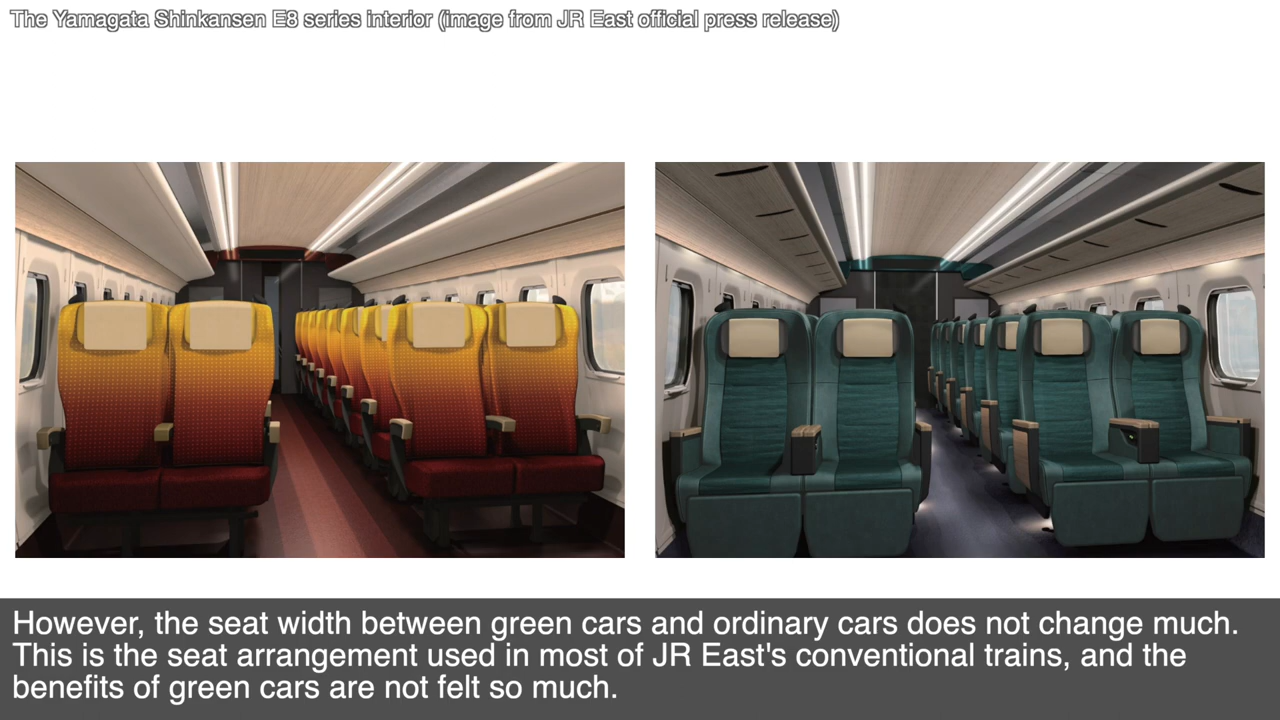 The Yamagata Shinkansen E8 series interior (image from JR East official press release)
However, the seat width between green cars and ordinary cars does not change much.
This is the seat arrangement used in most of JR East's conventional trains, and the
benefits of green cars are not felt so much.